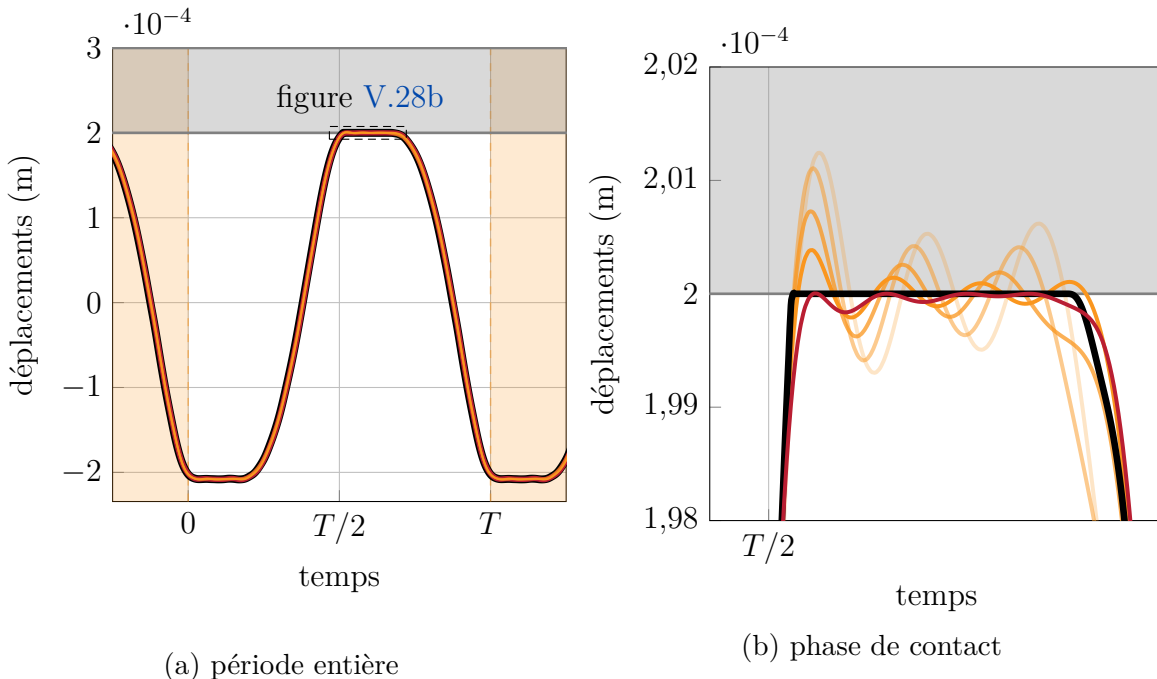 ·10⁻⁴
3
2
1
0
−1
−2
déplacements (m)
figure V.28b
0
T/2
T
temps
(a) période entière
·10⁻⁴
2,02
2,01
2
1,99
1,98
déplacements (m)
T/2
temps
(b) phase de contact